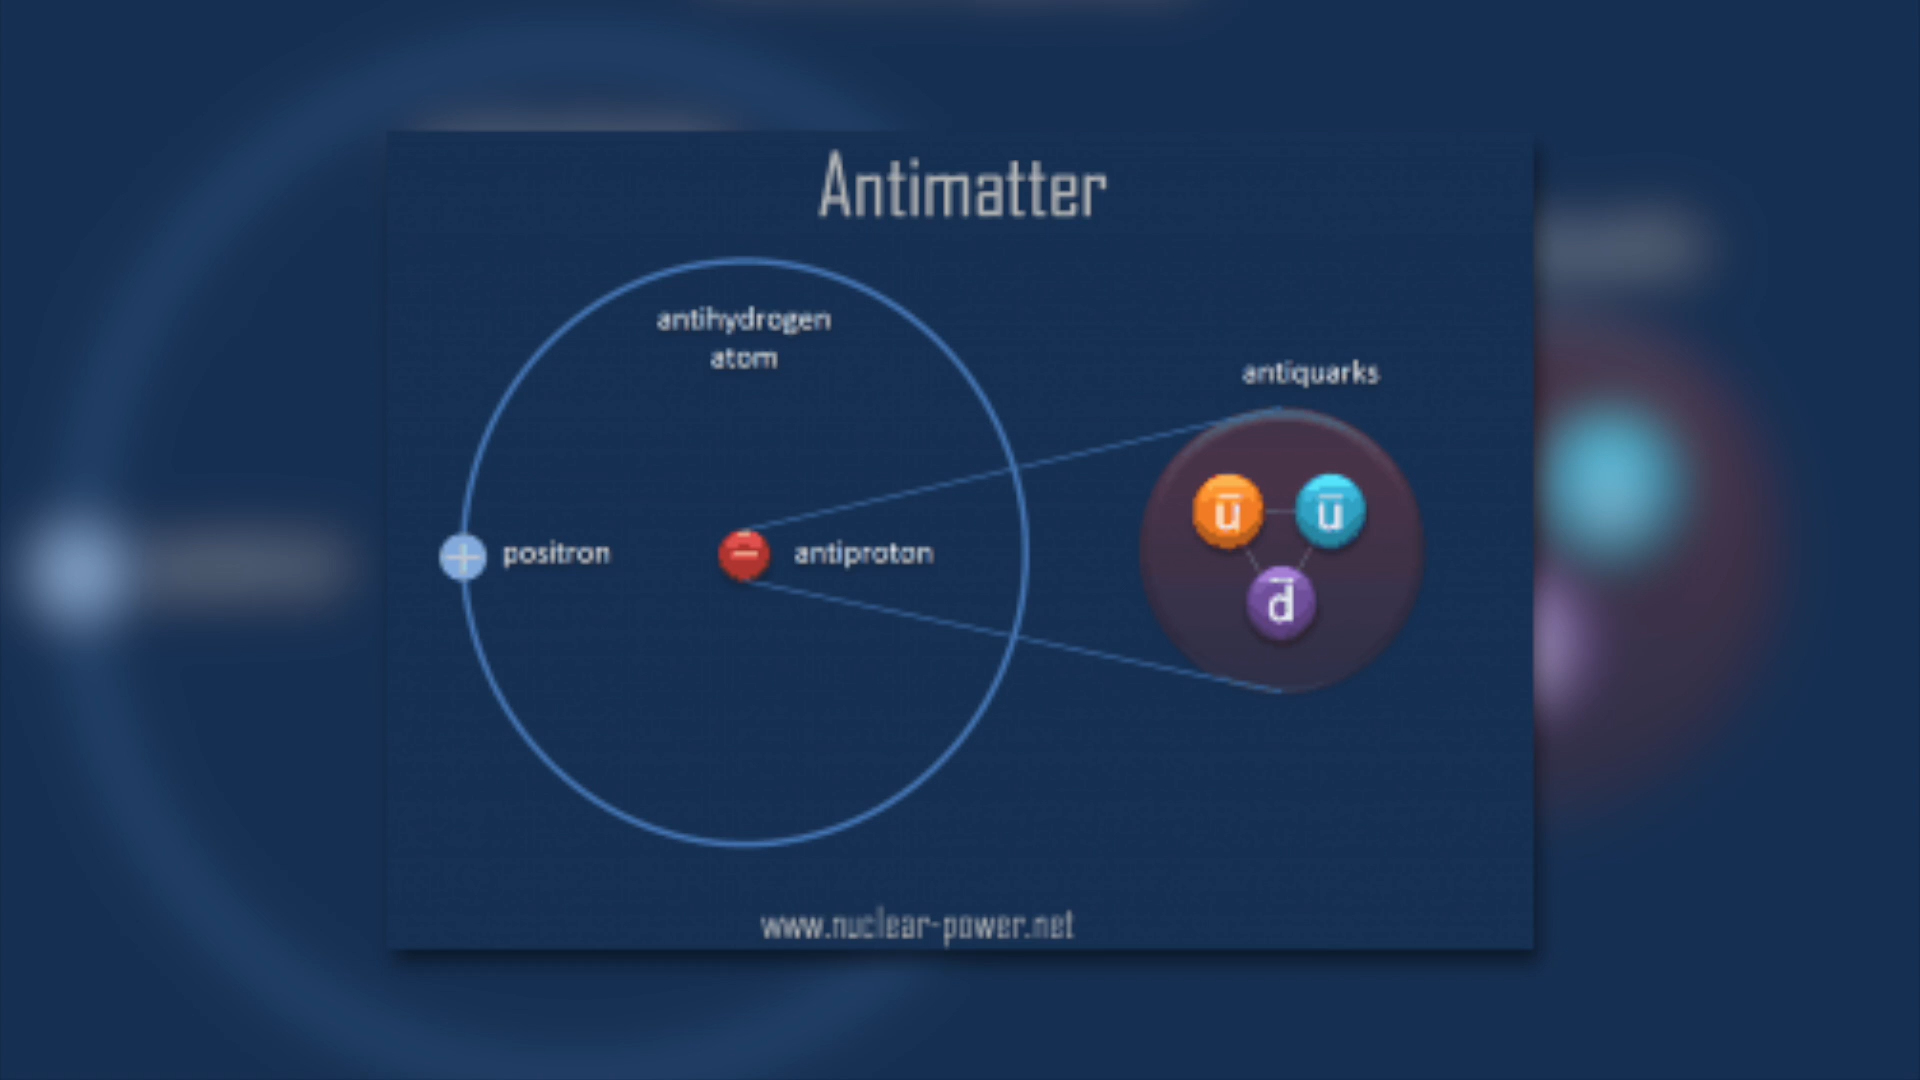 Antimatter
antihydrogen
atom
antiquarks
u̅ u̅
d̅
+ positron
− antiproton
www.nuclear-power.net